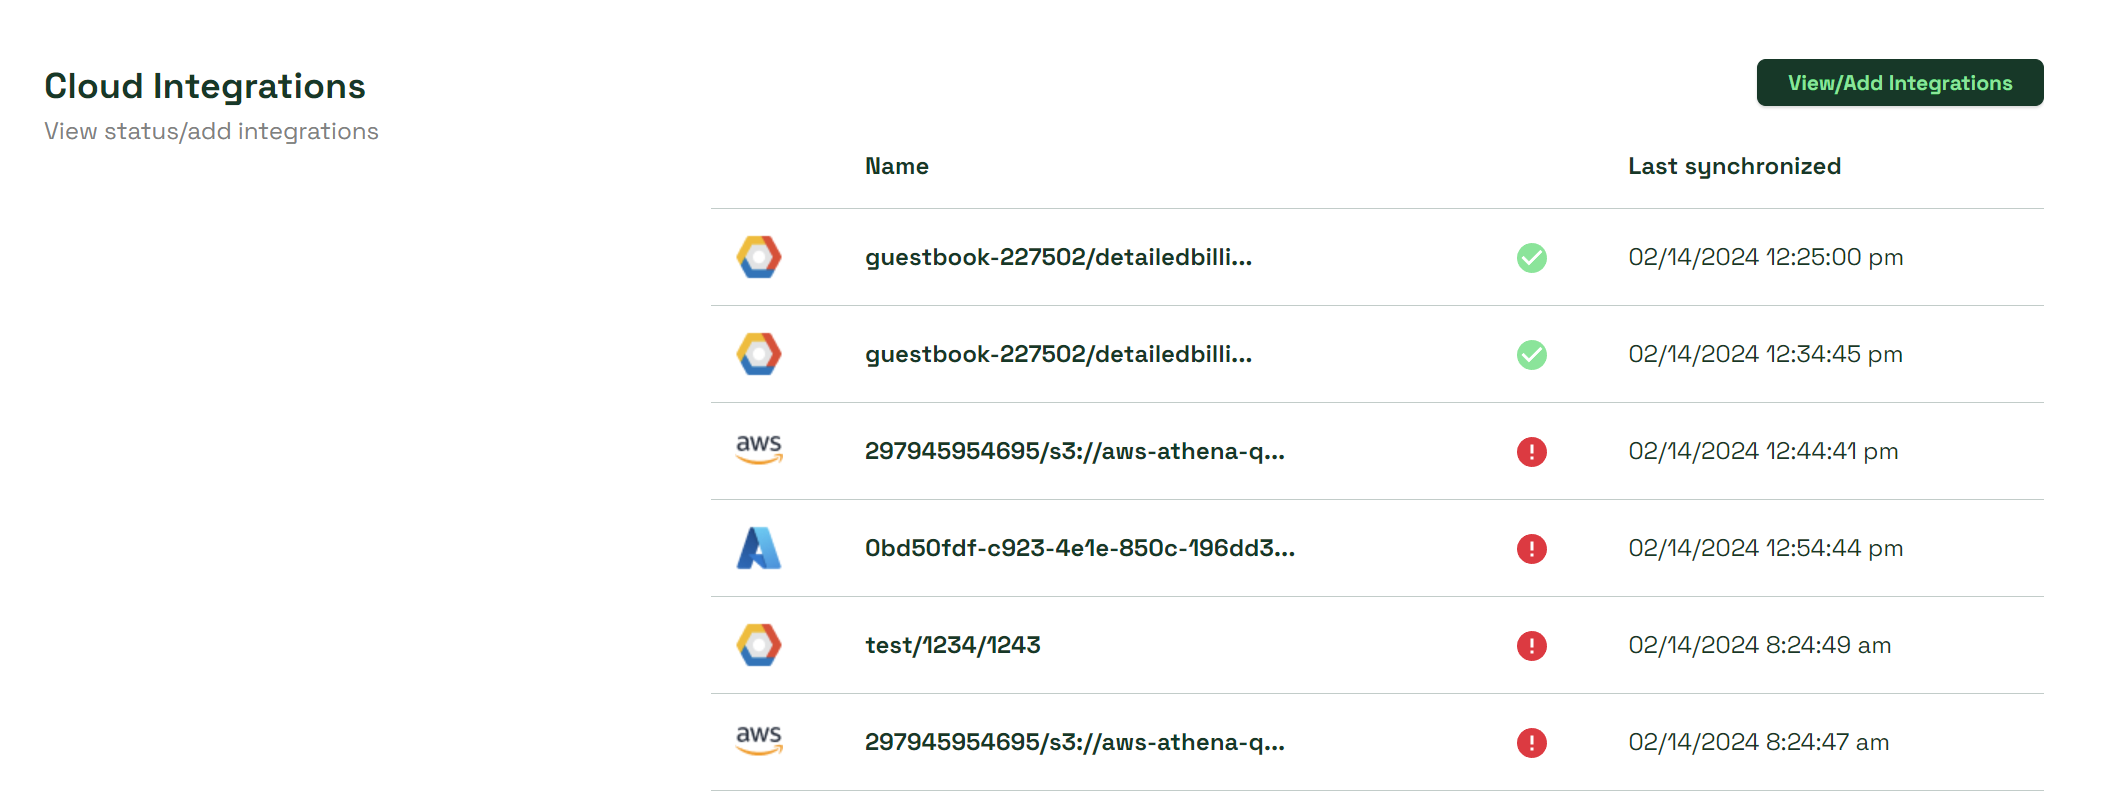 Cloud Integrations
View status/add integrations
View/Add Integrations
Name Last synchronized
guestbook-227502/detailedbilli... 02/14/2024 12:25:00 pm
guestbook-227502/detailedbilli... 02/14/2024 12:34:45 pm
aws 297945954695/s3://aws-athena-q... 02/14/2024 12:44:41 pm
0bd50fdf-c923-4e1e-850c-196dd3... 02/14/2024 12:54:44 pm
test/1234/1243 02/14/2024 8:24:49 am
aws 297945954695/s3://aws-athena-q... 02/14/2024 8:24:47 am